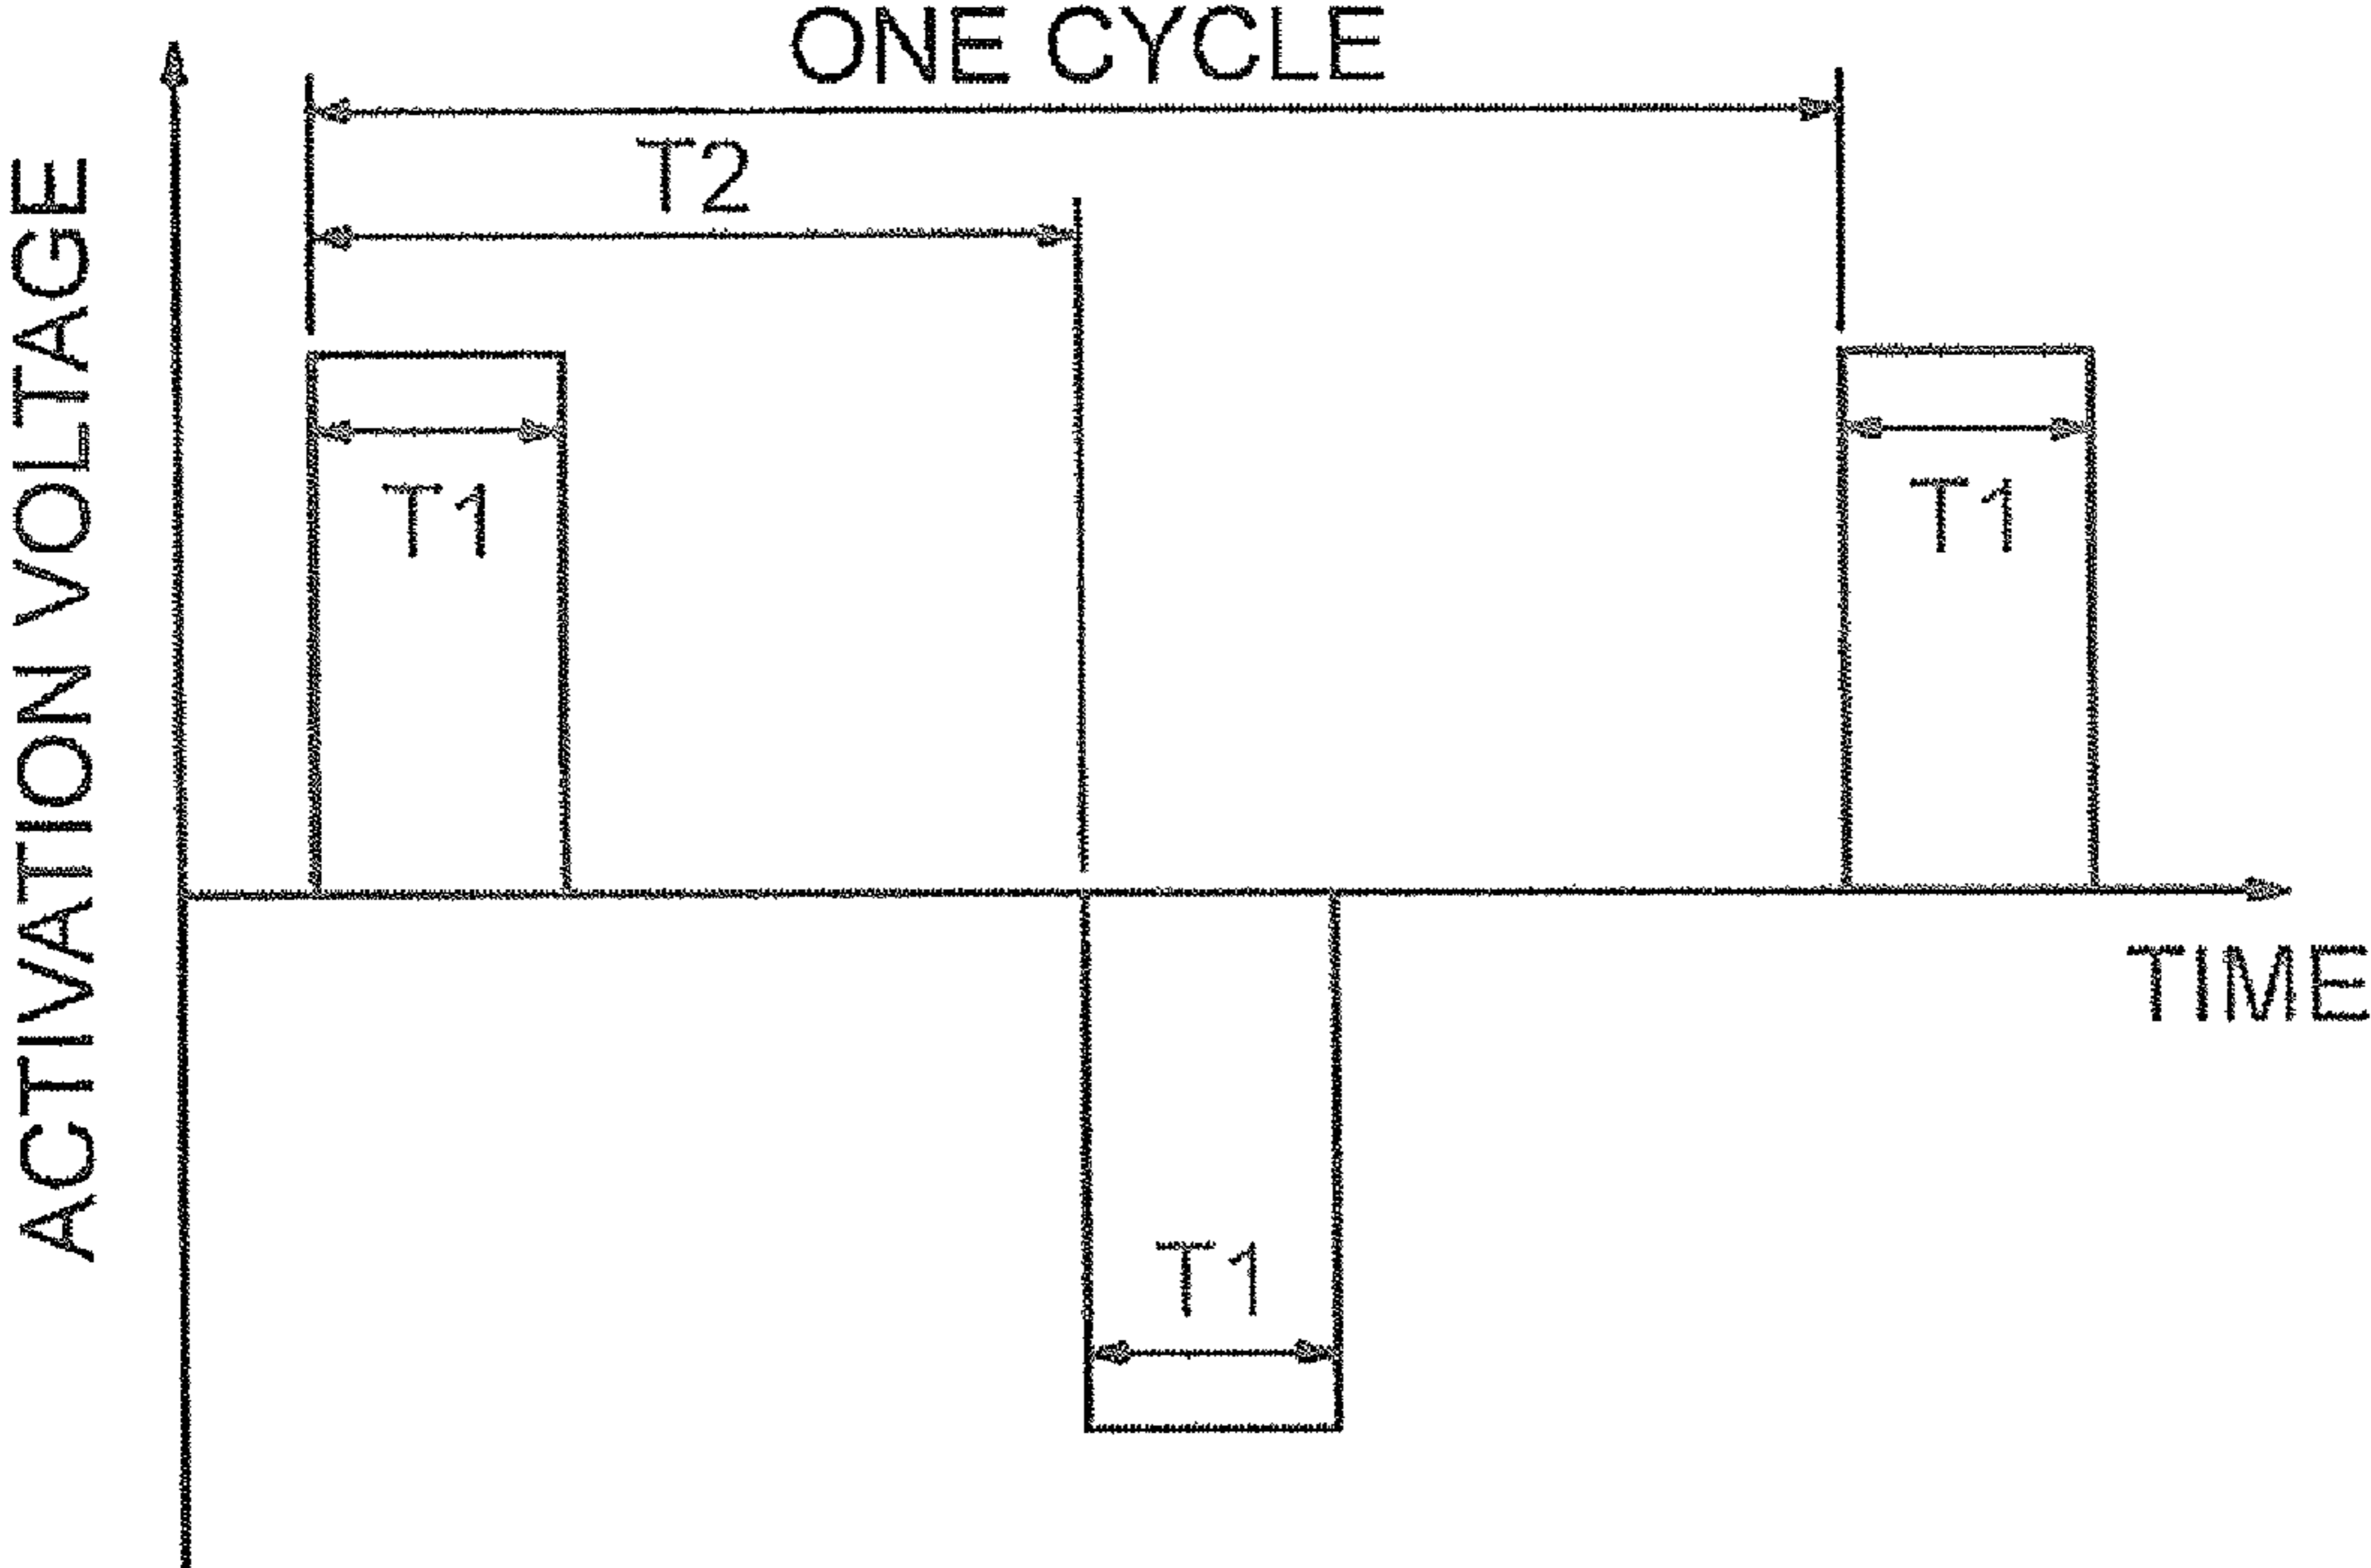 ONE CYCLE
T2
ACTIVATION VOLTAGE
T1
T1
TIME
T1